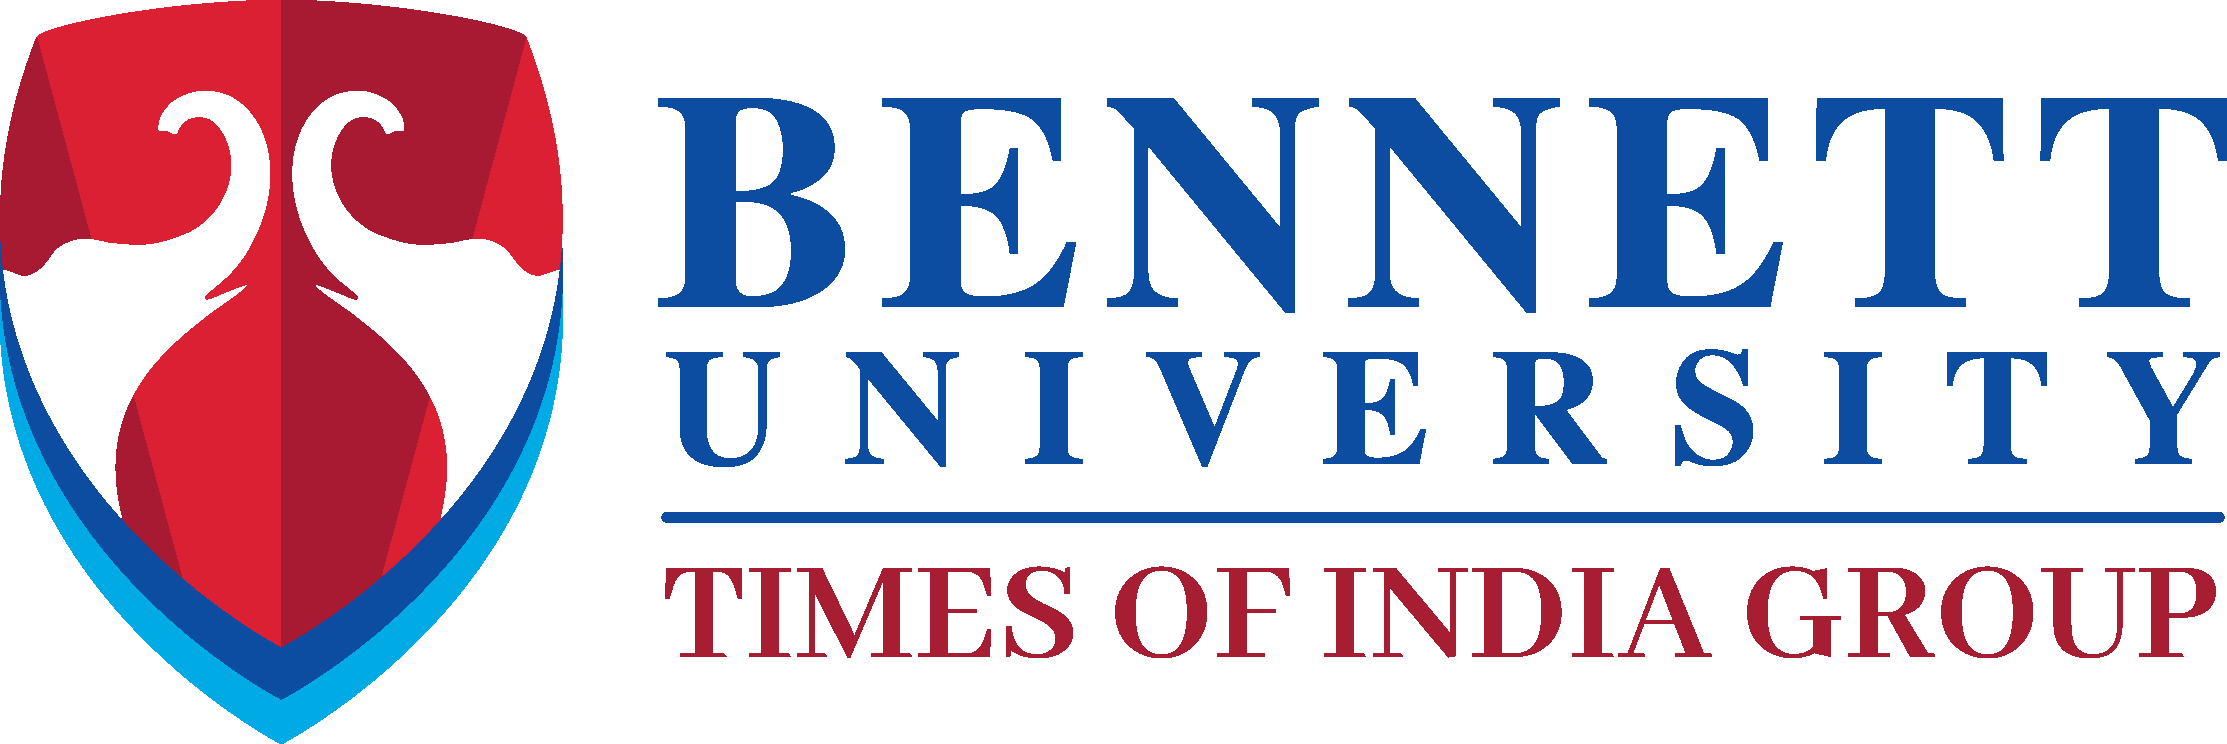 BENNETT
UNIVERSITY
TIMES OF INDIA GROUP